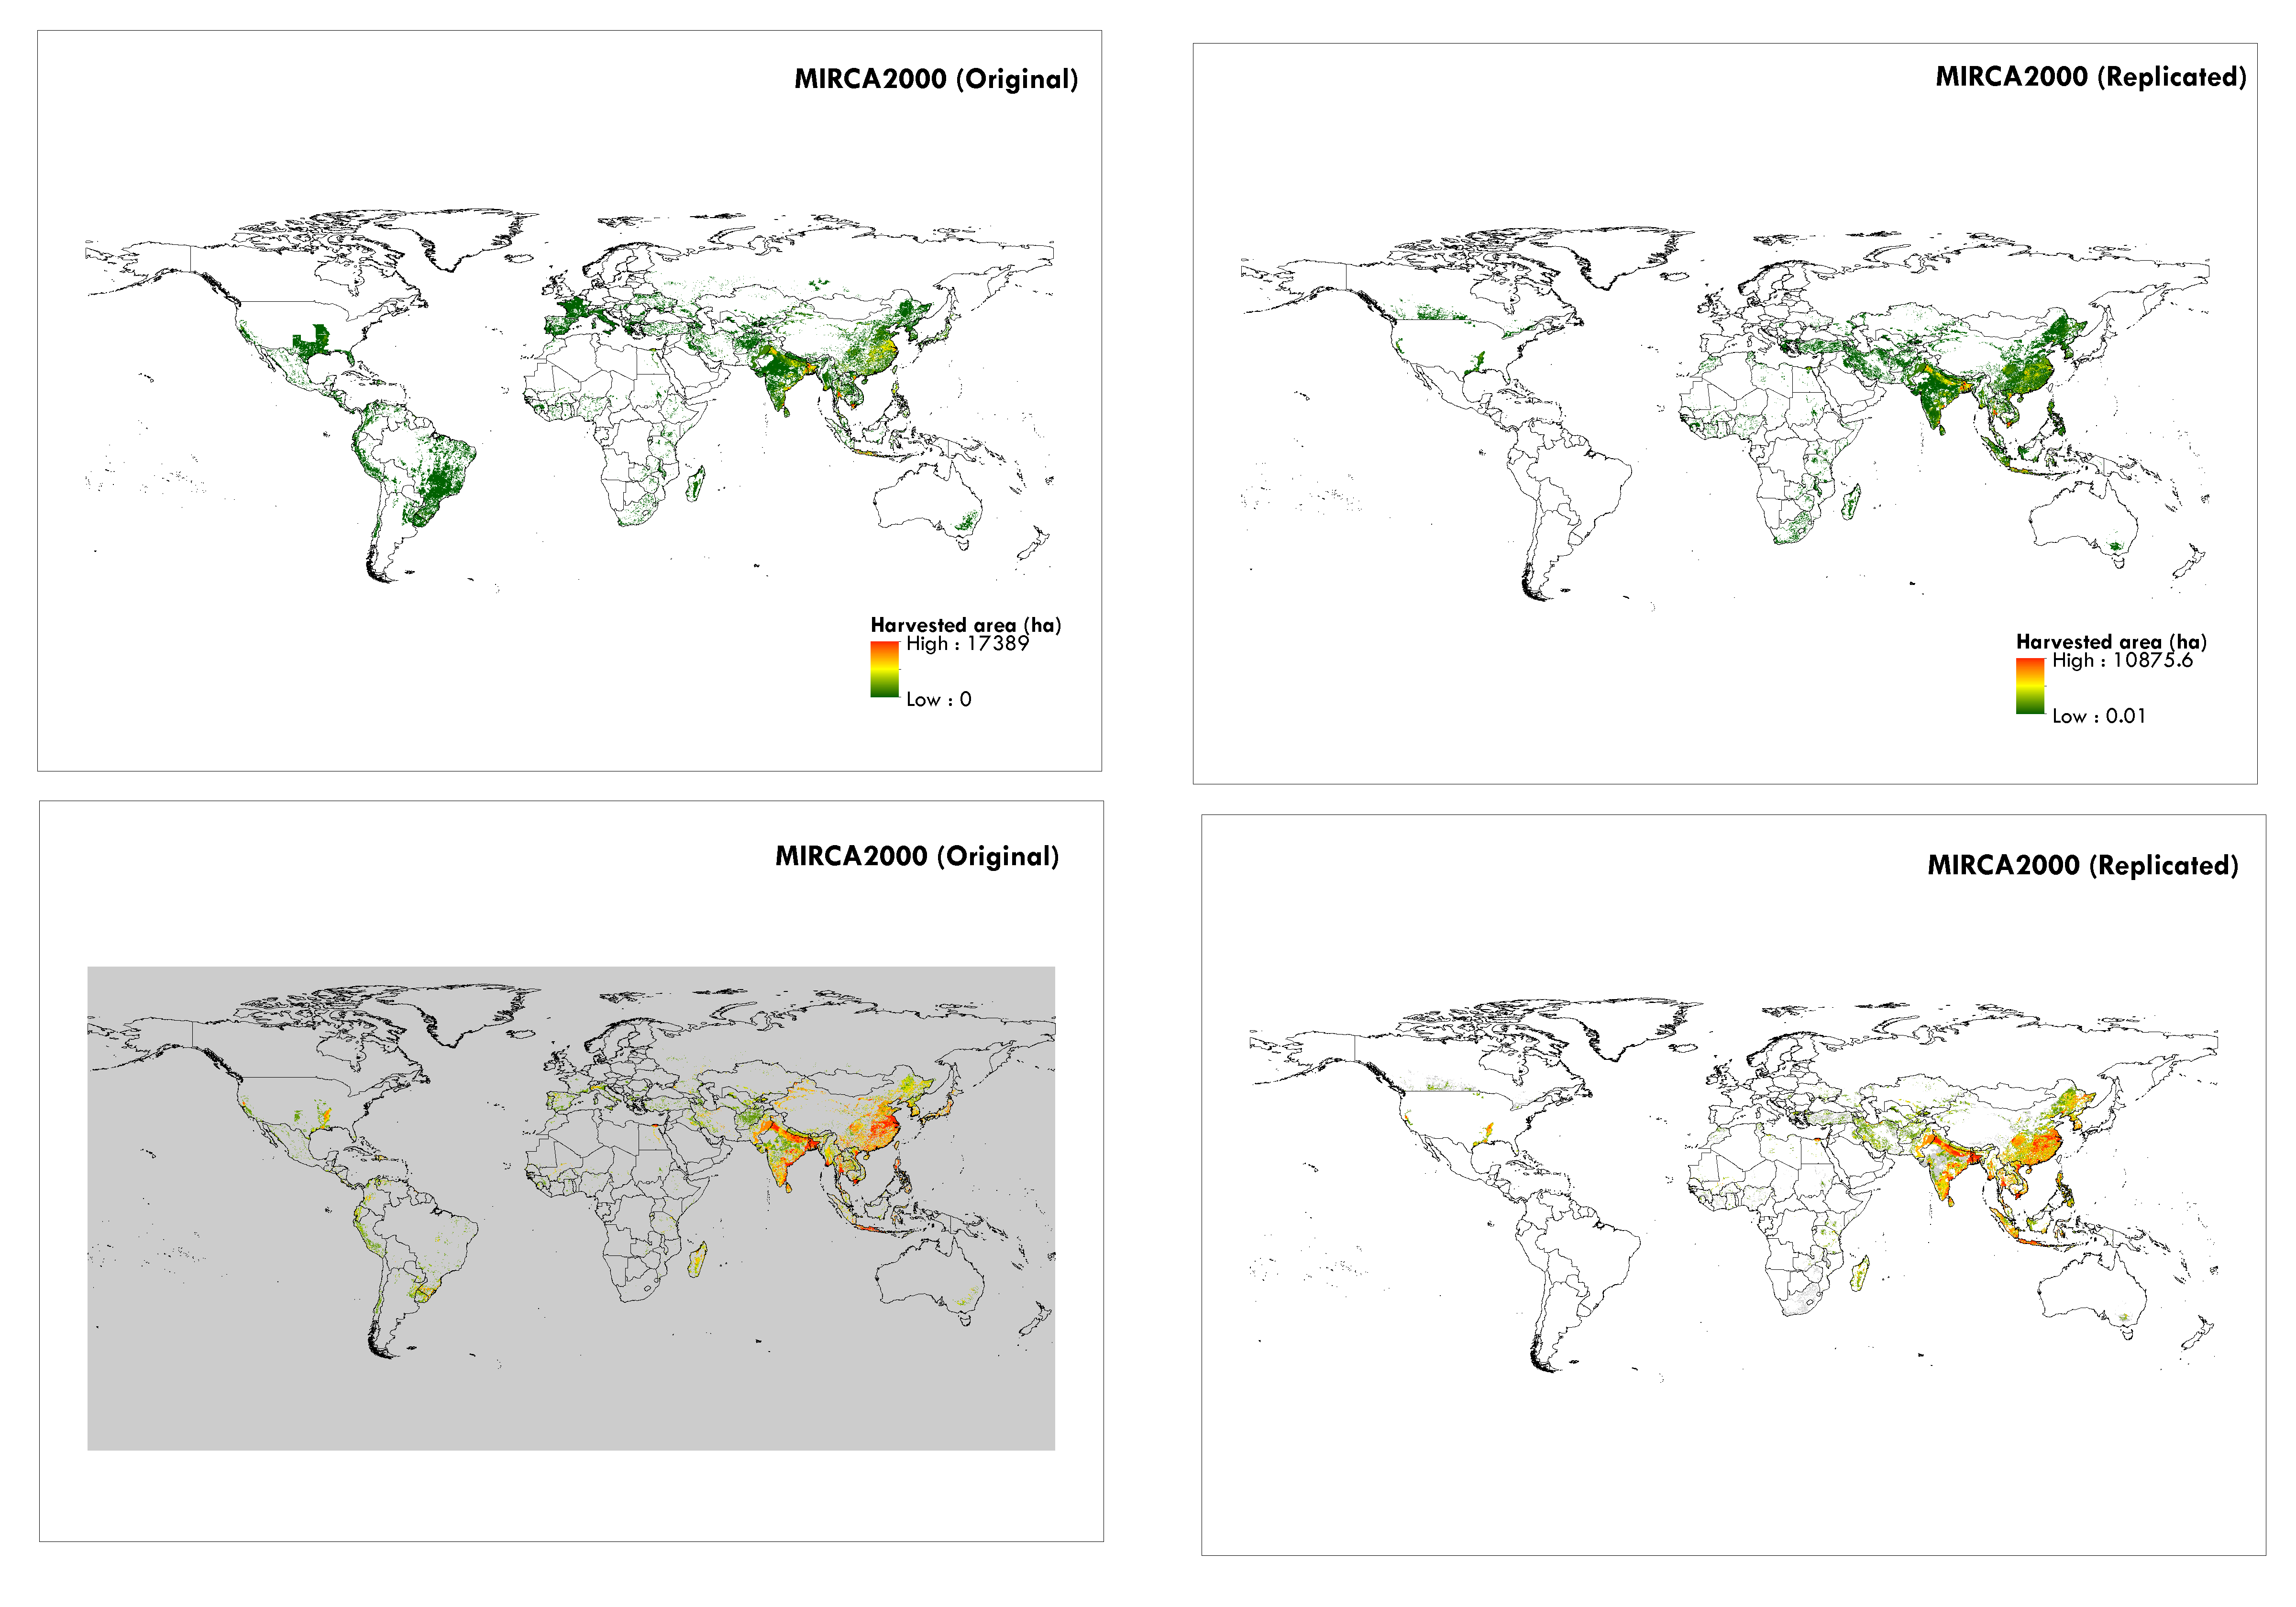 MIRCA2000 (Original)
Harvested area (ha)
High : 17389
Low : 0
MIRCA2000 (Replicated)
Harvested area (ha)
High : 10875.6
Low : 0.01
MIRCA2000 (Original)
MIRCA2000 (Replicated)